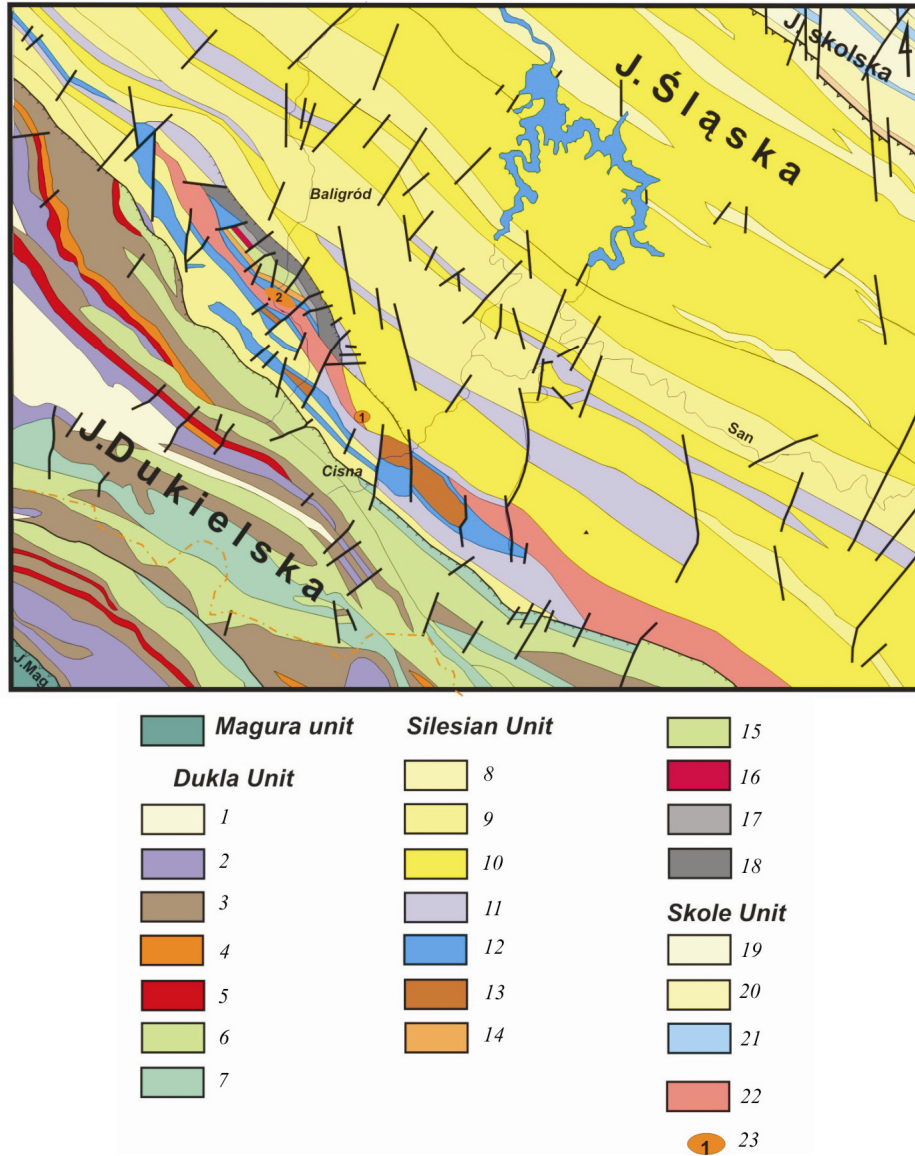 J. skolska
J. Śląska
Baligród
2
1
San
Cisna
J.Dukielska
J.Mag.
Magura unit
Dukla Unit
1
2
3
4
5
6
7
Silesian Unit
8
9
10
11
12
13
14
15
16
17
18
Skole Unit
19
20
21
22
1 23